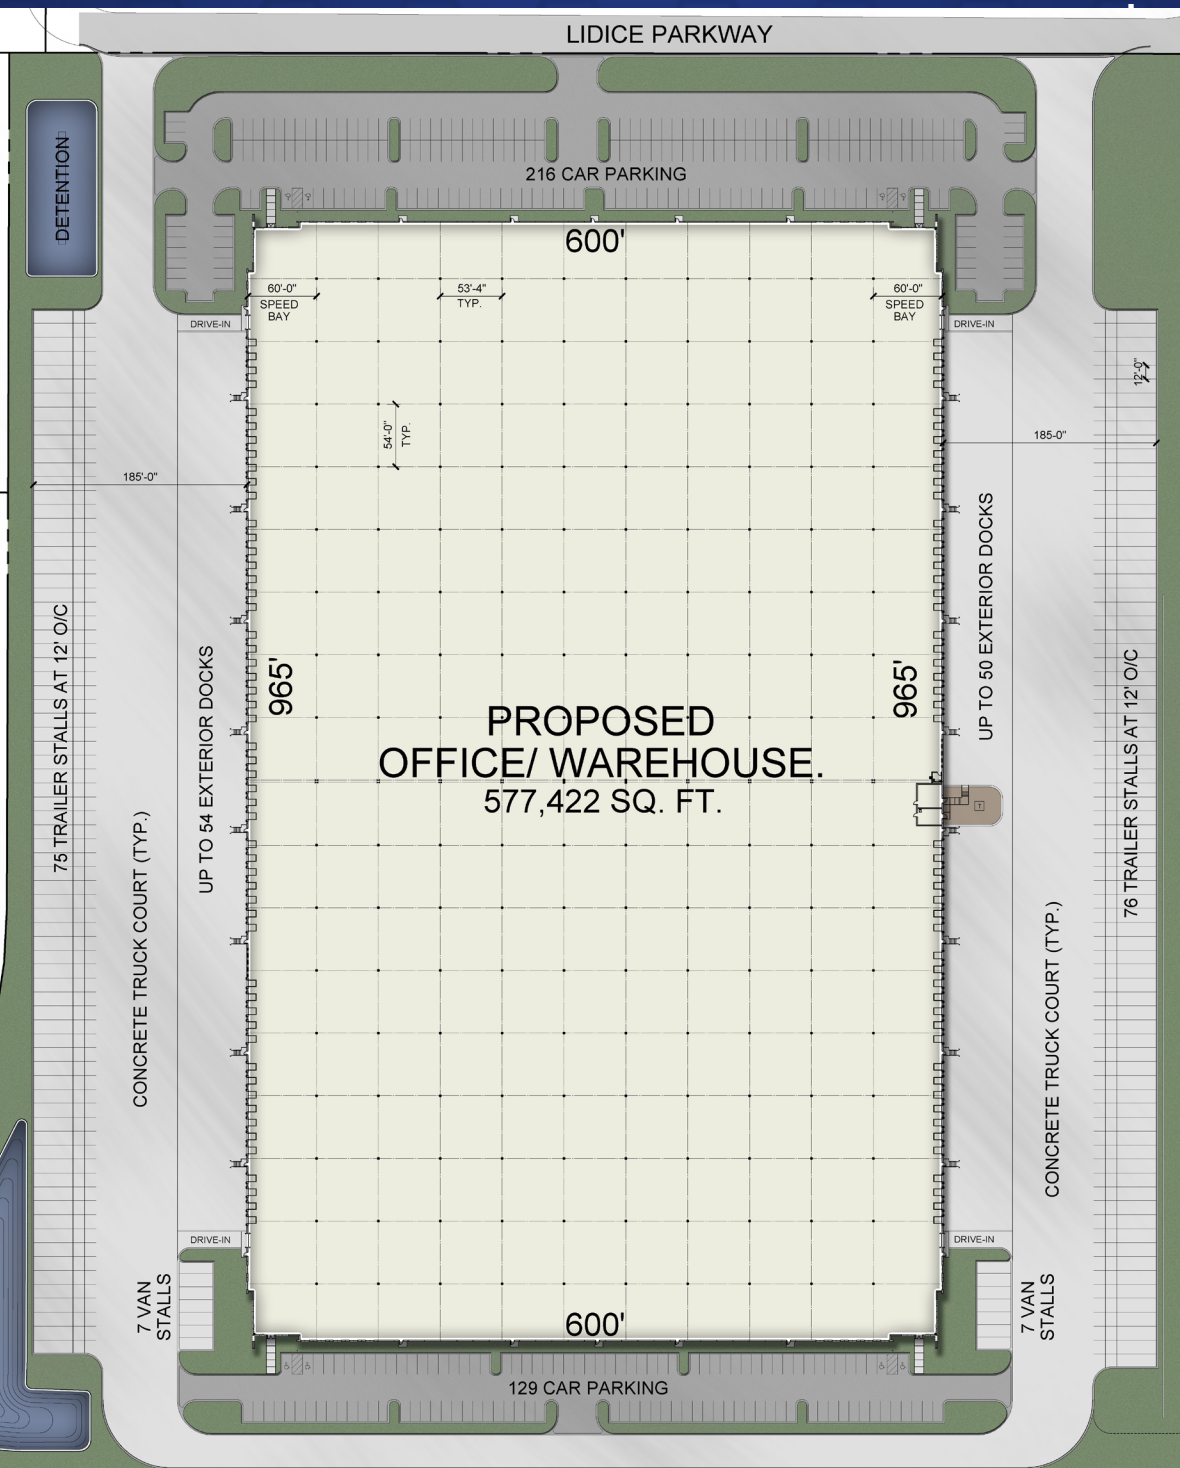 LIDICE PARKWAY
DETENTION
216 CAR PARKING
600'
60'-0"
SPEED
BAY
53'-4"
TYP.
60'-0"
SPEED
BAY
DRIVE-IN
DRIVE-IN
12'-0"
54'-0"
TYP.
185'-0"
185-0"
UP TO 50 EXTERIOR DOCKS
75 TRAILER STALLS AT 12' O/C
UP TO 54 EXTERIOR DOCKS
965'
965'
76 TRAILER STALLS AT 12' O/C
PROPOSED
OFFICE/ WAREHOUSE.
577,422 SQ. FT.
T
CONCRETE TRUCK COURT (TYP.)
CONCRETE TRUCK COURT (TYP.)
DRIVE-IN
DRIVE-IN
7 VAN
STALLS
7 VAN
STALLS
600'
129 CAR PARKING